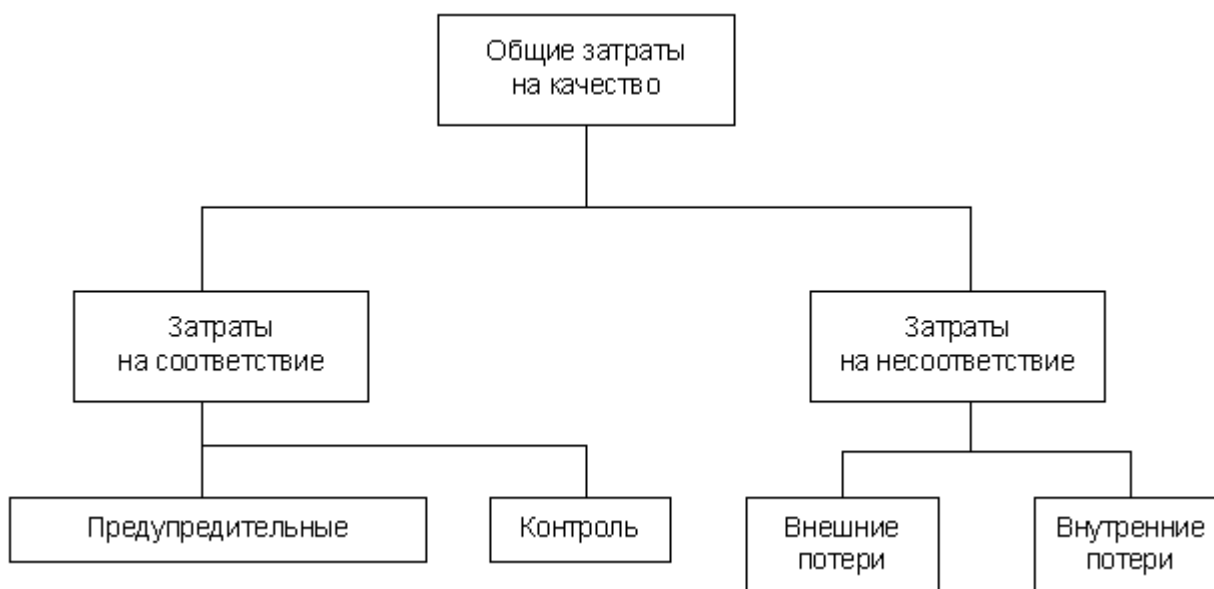 Общие затраты
на качество
Затраты
на соответствие
Затраты
на несоответствие
Предупредительные
Контроль
Внешние
потери
Внутренние
потери